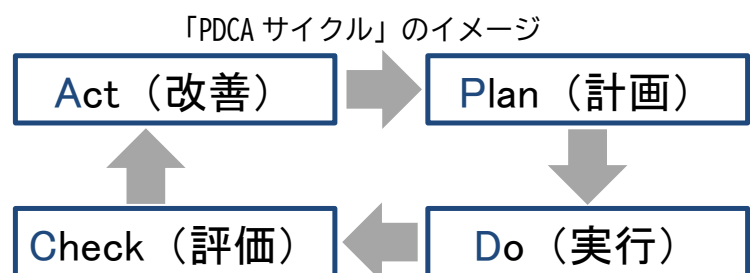 「PDCA サイクル」のイメージ
Act（改善）
Plan（計画）
Check（評価）
Do（実行）